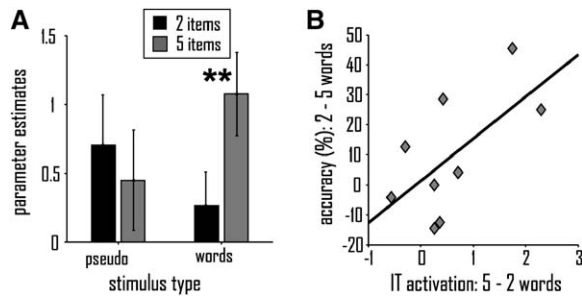 A
2 items
5 items
parameter estimates
1.5
1
0.5
0
**
pseudo
words
stimulus type
B
accuracy (%): 2 - 5 words
50
40
30
20
10
0
-10
-20
-1
0
1
2
3
IT activation: 5 - 2 words